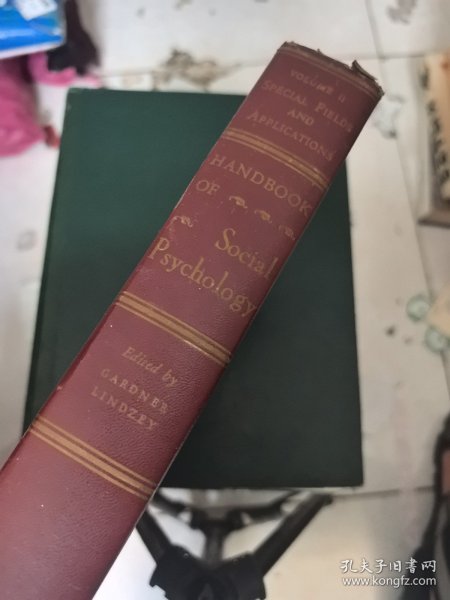 VOLUME II
SPECIAL FIELDS
AND
APPLICATIONS
HANDBOOK
OF
Social
Psychology
Edited by
GARDNER
LINDZEY
孔夫子旧书网
www.kongfz.com